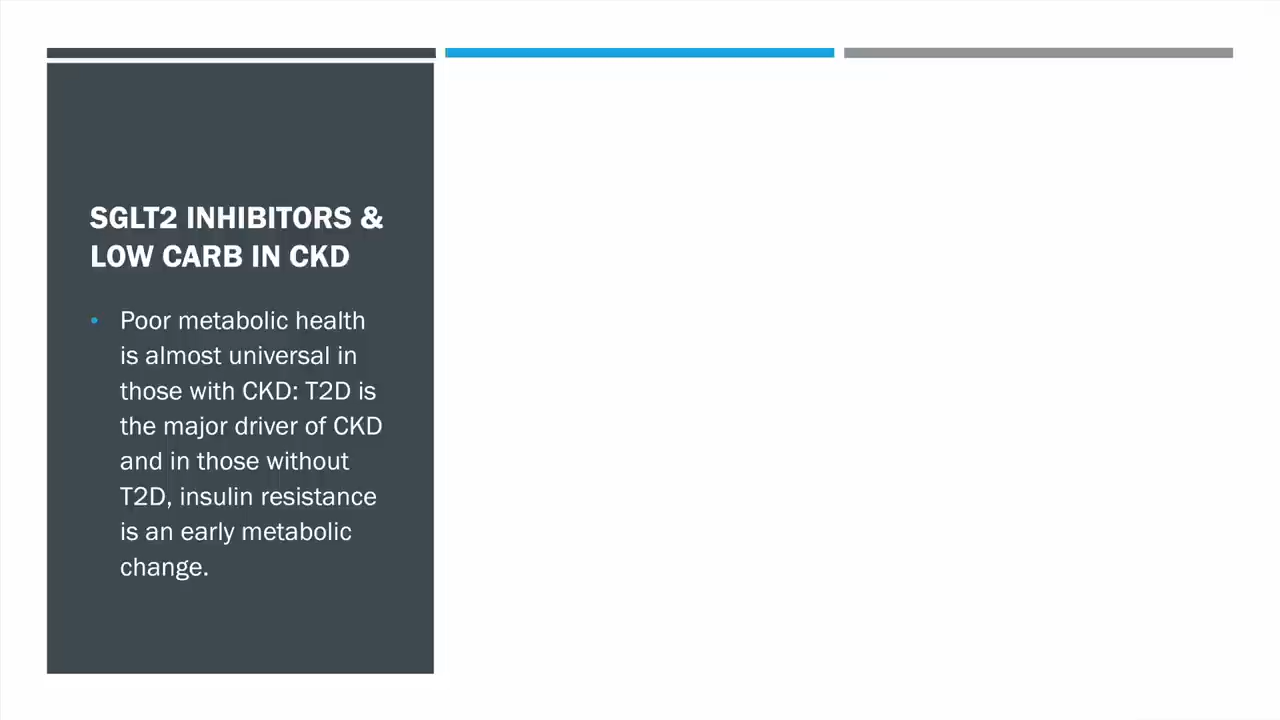 SGLT2 INHIBITORS &
LOW CARB IN CKD
• Poor metabolic health
is almost universal in
those with CKD: T2D is
the major driver of CKD
and in those without
T2D, insulin resistance
is an early metabolic
change.